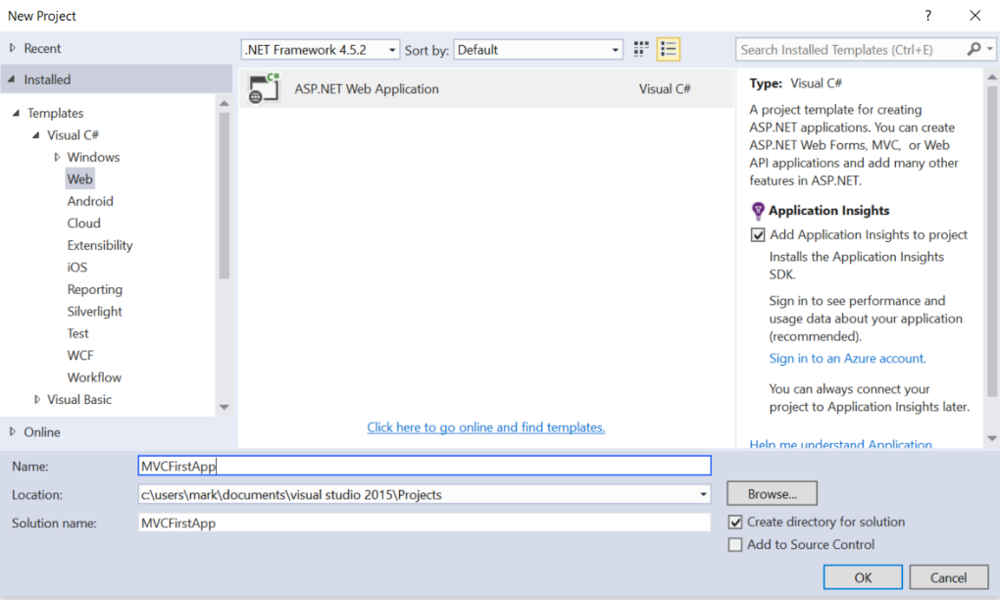 New Project
Recent
.NET Framework 4.5.2
Sort by:
Default
Search Installed Templates (Ctrl+E)
Installed
Templates
Visual C#
Windows
Web
Android
Cloud
Extensibility
iOS
Reporting
Silverlight
Test
WCF
Workflow
Visual Basic
Online
ASP.NET Web Application
Visual C#
Click here to go online and find templates.
Type: Visual C#
A project template for creating
ASP.NET applications. You can create
ASP.NET Web Forms, MVC, or Web
API applications and add many other
features in ASP.NET.
Application Insights
Add Application Insights to project
Installs the Application Insights
SDK.
Sign in to see performance and
usage data about your application
(recommended).
Sign in to an Azure account.
You can always connect your
project to Application Insights later.
Help me understand Application
Name:
MVCFirstApp
Location:
c:\users\mark\documents\visual studio 2015\Projects
Browse...
Solution name:
MVCFirstApp
Create directory for solution
Add to Source Control
OK
Cancel